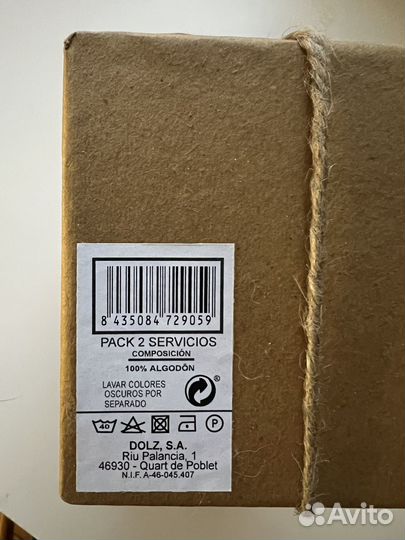 8 435084 729059
PACK 2 SERVICIOS
COMPOSICIÓN
100% ALGODÓN
LAVAR COLORES
OSCUROS POR
SEPARADO
®
40 P
DOLZ, S.A.
Riu Palancia, 1
46930 - Quart de Poblet
N.I.F. A-46-045.407
Avito